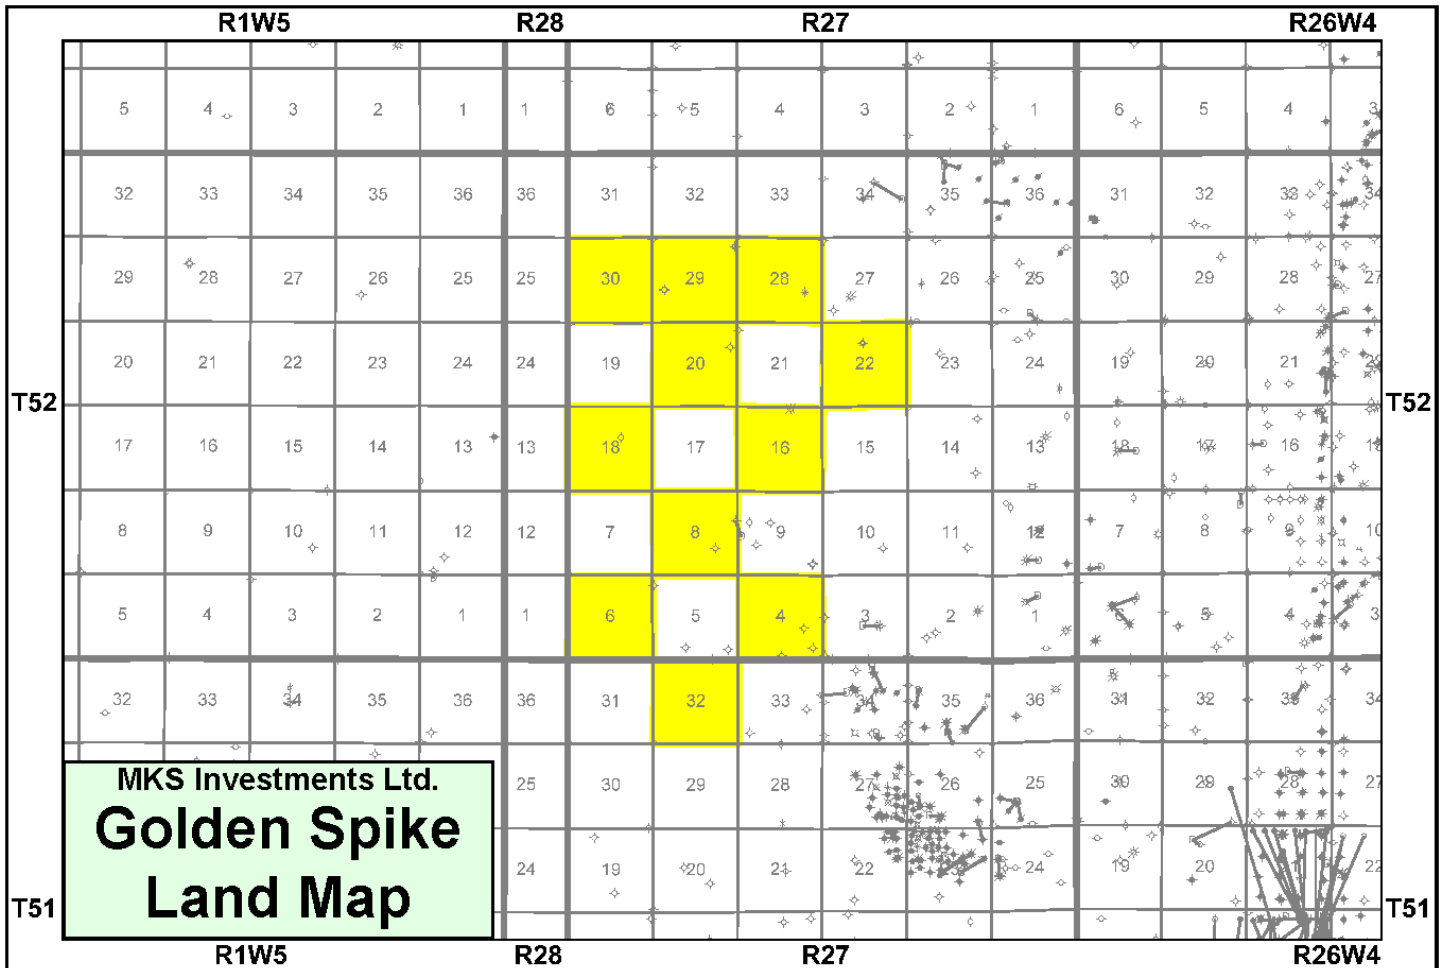 R1W5 R28 R27 R26W4
5 4 3 2 1 1 6 5 4 3 2 1 6 5 4 3
32 33 34 35 36 36 31 32 33 34 35 36 31 32 33 34
29 28 27 26 25 25 30 29 28 27 26 25 30 29 28 27
20 21 22 23 24 24 19 20 21 22 23 24 19 20 21
T52 T52
17 16 15 14 13 13 18 17 16 15 14 13 18 17 16
8 9 10 11 12 12 7 8 9 10 11 12 7 8 9 10
5 4 3 2 1 1 6 5 4 3 2 1 6 5 4 3
32 33 34 35 36 36 31 32 33 34 35 36 31 32 33 34
25 30 29 28 27 26 25 30 29 28 27
24 19 20 21 22 24 19 20 22
MKS Investments Ltd.
Golden Spike
Land Map
T51 T51
R1W5 R28 R27 R26W4